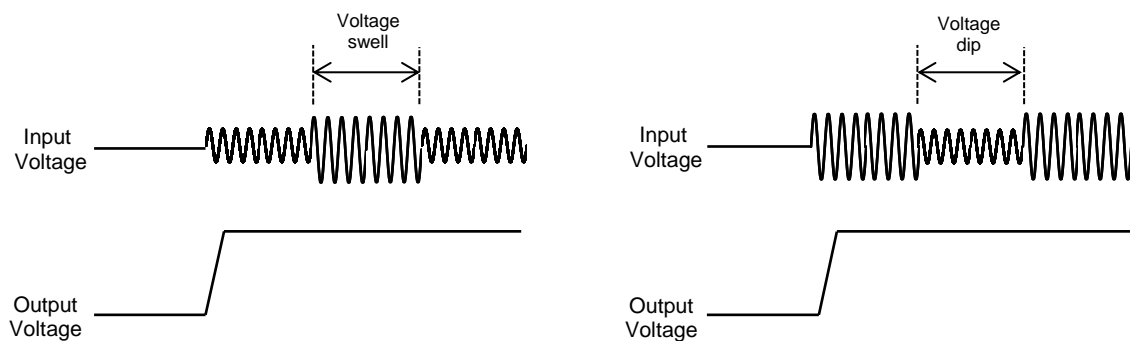 Voltage
swell
Input
Voltage
Output
Voltage
Voltage
dip
Input
Voltage
Output
Voltage